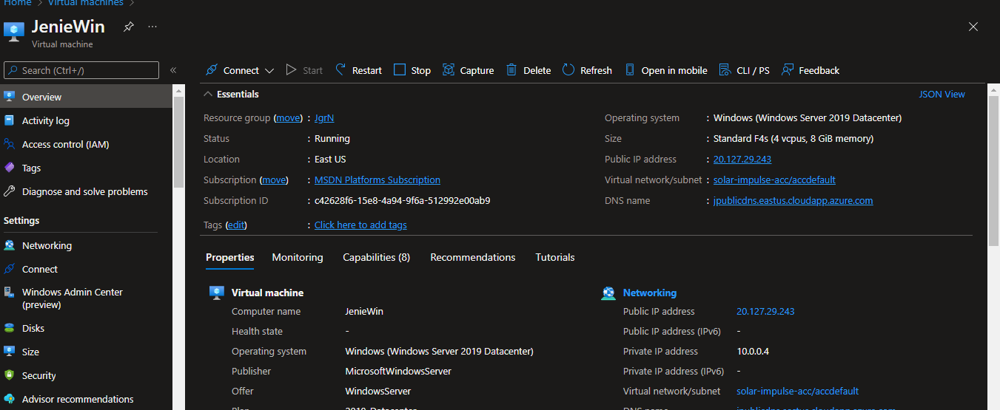 Home > Virtual machines >
JenieWin
Virtual machine
Search (Ctrl+/)
Connect Start Restart Stop Capture Delete Refresh Open in mobile CLI / PS Feedback
Overview
Activity log
Access control (IAM)
Tags
Diagnose and solve problems
Settings
Networking
Connect
Windows Admin Center
(preview)
Disks
Size
Security
Advisor recommendations
Essentials
JSON View
Resource group (move) : JgrN
Status : Running
Location : East US
Subscription (move) : MSDN Platforms Subscription
Subscription ID : c42628f6-15e8-4a94-9f6a-512992e00ab9
Tags (edit) : Click here to add tags
Operating system : Windows (Windows Server 2019 Datacenter)
Size : Standard F4s (4 vcpus, 8 GiB memory)
Public IP address : 20.127.29.243
Virtual network/subnet : solar-impulse-acc/accdefault
DNS name : jpublicdns.eastus.cloudapp.azure.com
Properties Monitoring Capabilities (8) Recommendations Tutorials
Virtual machine
Computer name JenieWin
Health state -
Operating system Windows (Windows Server 2019 Datacenter)
Publisher MicrosoftWindowsServer
Offer WindowsServer
Plan 2019-Datacenter
Networking
Public IP address 20.127.29.243
Public IP address (IPv6) -
Private IP address 10.0.0.4
Private IP address (IPv6) -
Virtual network/subnet solar-impulse-acc/accdefault
DNS name jpublicdns.eastus.cloudapp.azure.com